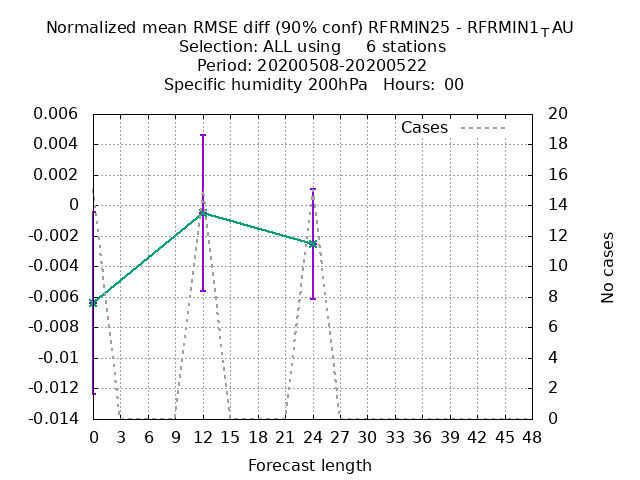 Normalized mean RMSE diff (90% conf) RFRMIN25 - RFRMIN1TAU
Selection: ALL using     6 stations
Period: 20200508-20200522
Specific humidity 200hPa   Hours:  00
Cases
0.006
0.004
0.002
0
-0.002
-0.004
-0.006
-0.008
-0.01
-0.012
-0.014
20
18
16
14
12
10
8
6
4
2
0
No cases
0 3 6 9 12 15 18 21 24 27 30 33 36 39 42 45 48
Forecast length